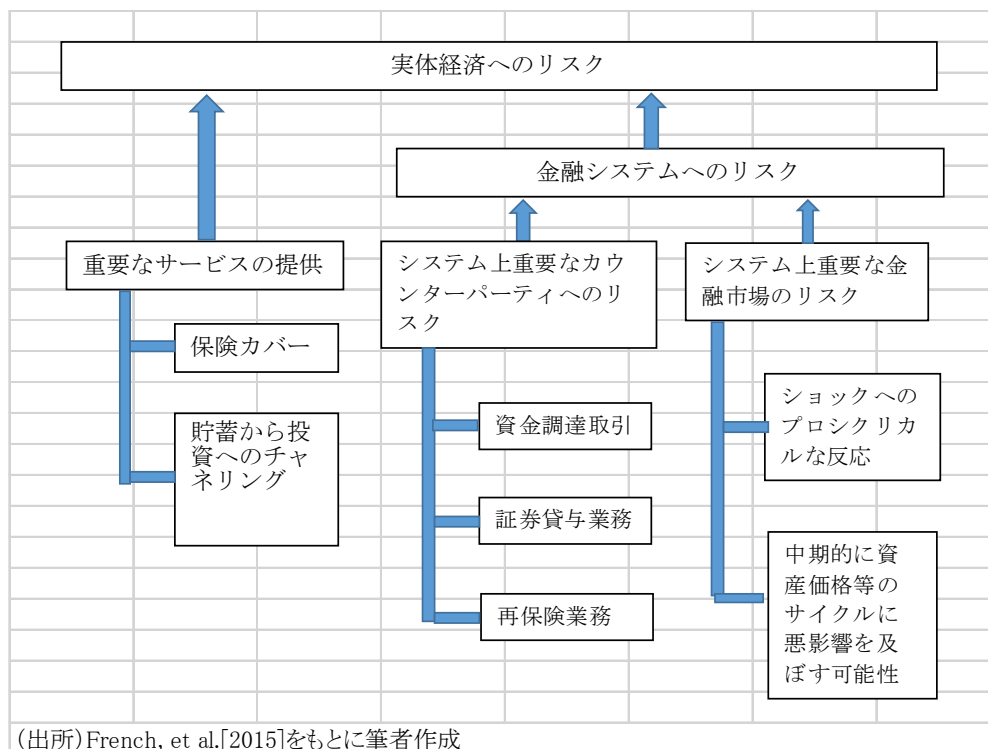 実体経済へのリスク
金融システムへのリスク
重要なサービスの提供
システム上重要なカウ
ンターパーティへのリ
スク
システム上重要な金
融市場のリスク
保険カバー
貯蓄から投
資へのチャ
ネリング
資金調達取引
証券貸与業務
再保険業務
ショックへの
プロシクリカ
ルな反応
中期的に資
産価格等の
サイクルに
悪影響を及
ぼす可能性
(出所)French, et al.[2015]をもとに筆者作成